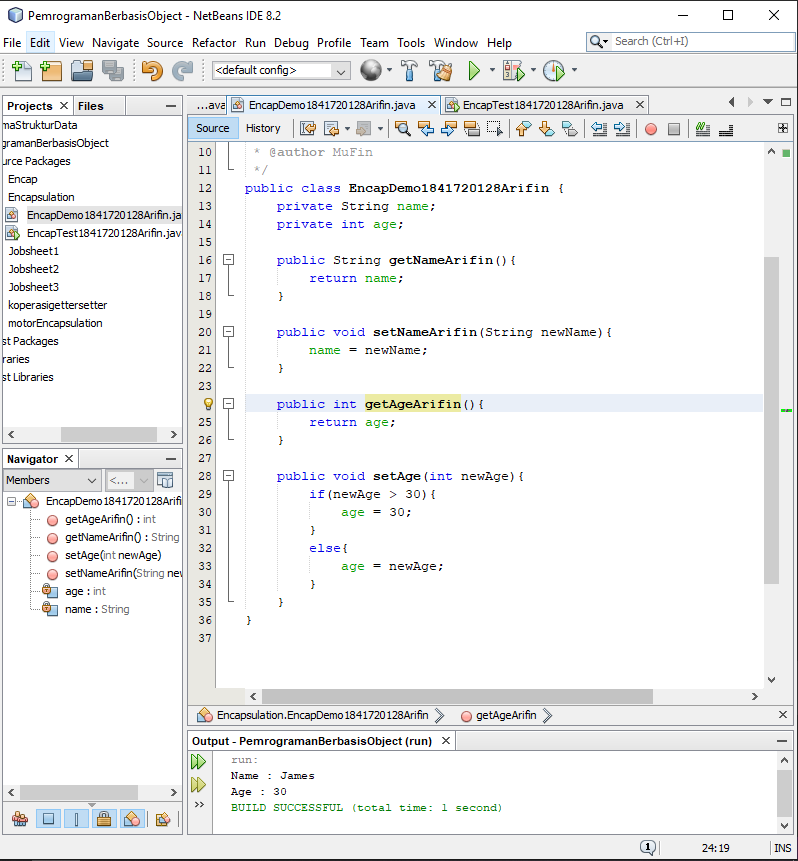 PemrogramanBerbasisObject - NetBeans IDE 8.2
File Edit View Navigate Source Refactor Run Debug Profile Team Tools Window Help
Search (Ctrl+I)
<default config>
Projects
Files
maStrukturData
gramanBerbasisObject
urce Packages
Encap
Encapsulation
EncapDemo1841720128Arifin.ja
EncapTest1841720128Arifin.jav
Jobsheet1
Jobsheet2
Jobsheet3
koperasigettersetter
motorEncapsulation
st Packages
raries
st Libraries
Navigator
Members
<...
EncapDemo1841720128Arifi
getAgeArifin() : int
getNameArifin() : String
setAge(int newAge)
setNameArifin(String nev
age : int
name : String
...ava
EncapDemo1841720128Arifin.java
EncapTest1841720128Arifin.java
Source
History
10 * @author MuFin
11 */
12 public class EncapDemo1841720128Arifin {
13 private String name;
14 private int age;
15
16 public String getNameArifin(){
17 return name;
18 }
19
20 public void setNameArifin(String newName){
21 name = newName;
22 }
23
public int getAgeArifin(){
25 return age;
26 }
27
28 public void setAge(int newAge){
29 if(newAge > 30){
30 age = 30;
31 }
32 else{
33 age = newAge;
34 }
35 }
36 }
37
Encapsulation.EncapDemo1841720128Arifin
getAgeArifin
Output - PemrogramanBerbasisObject (run)
run:
Name : James
Age : 30
BUILD SUCCESSFUL (total time: 1 second)
1
24:19
INS